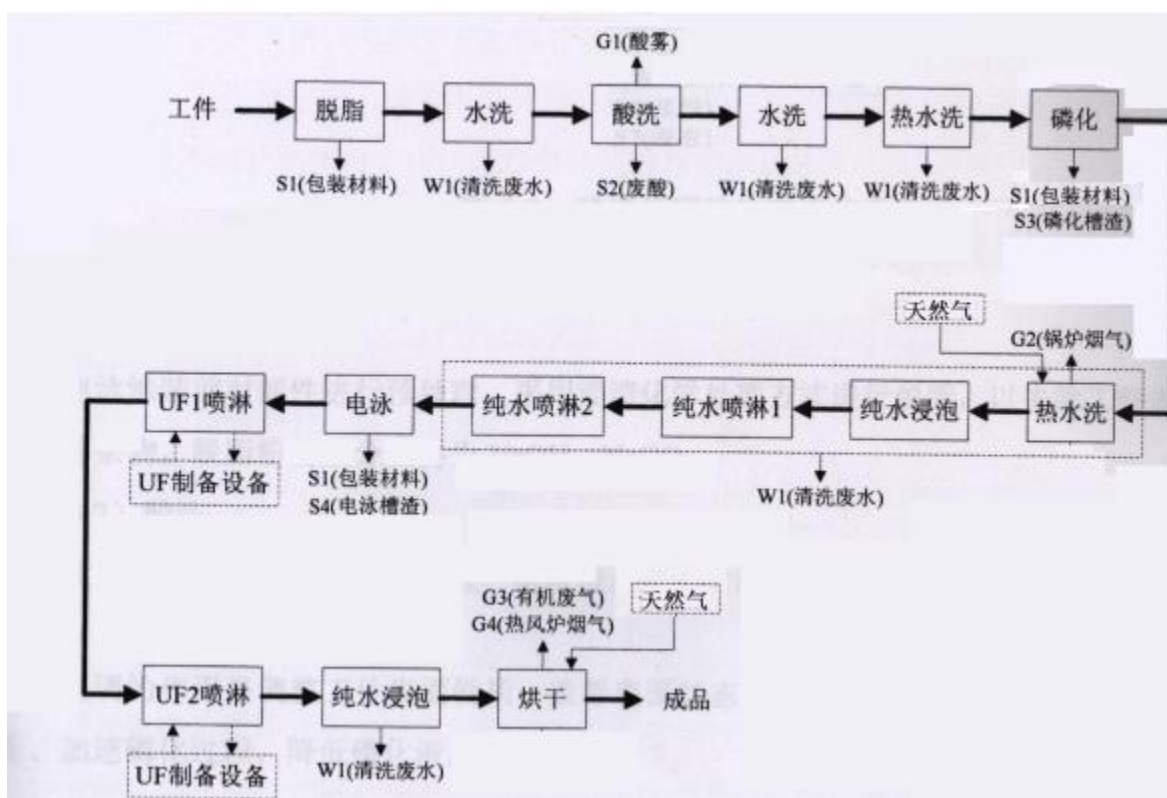 G1(酸雾)
工件
脱脂
水洗
酸洗
水洗
热水洗
磷化
S1(包装材料)
W1(清洗废水)
S2(废酸)
W1(清洗废水)
W1(清洗废水)
S1(包装材料)
S3(磷化槽渣)
天然气
G2(锅炉烟气)
UF1喷淋
电泳
纯水喷淋2
纯水喷淋1
纯水浸泡
热水洗
UF制备设备
S1(包装材料)
S4(电泳槽渣)
W1(清洗废水)
G3(有机废气)
G4(热风炉烟气)
天然气
UF2喷淋
纯水浸泡
烘干
成品
UF制备设备
W1(清洗废水)